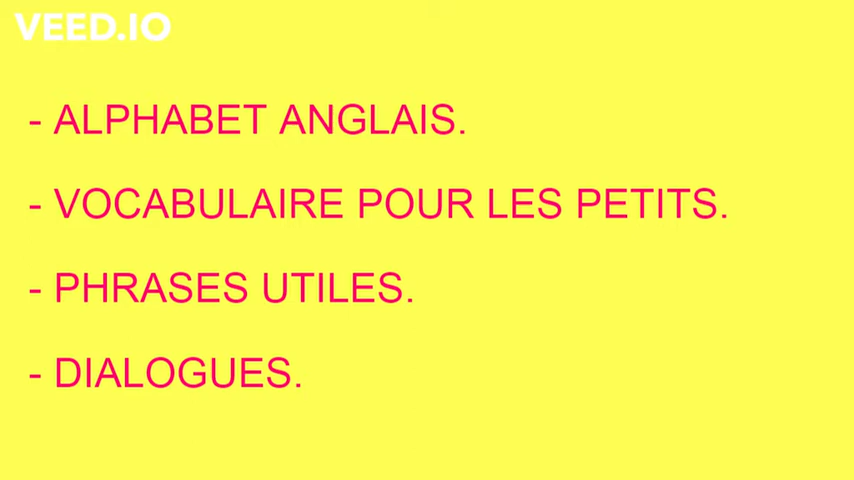 VEED.IO
- ALPHABET ANGLAIS.
- VOCABULAIRE POUR LES PETITS.
- PHRASES UTILES.
- DIALOGUES.